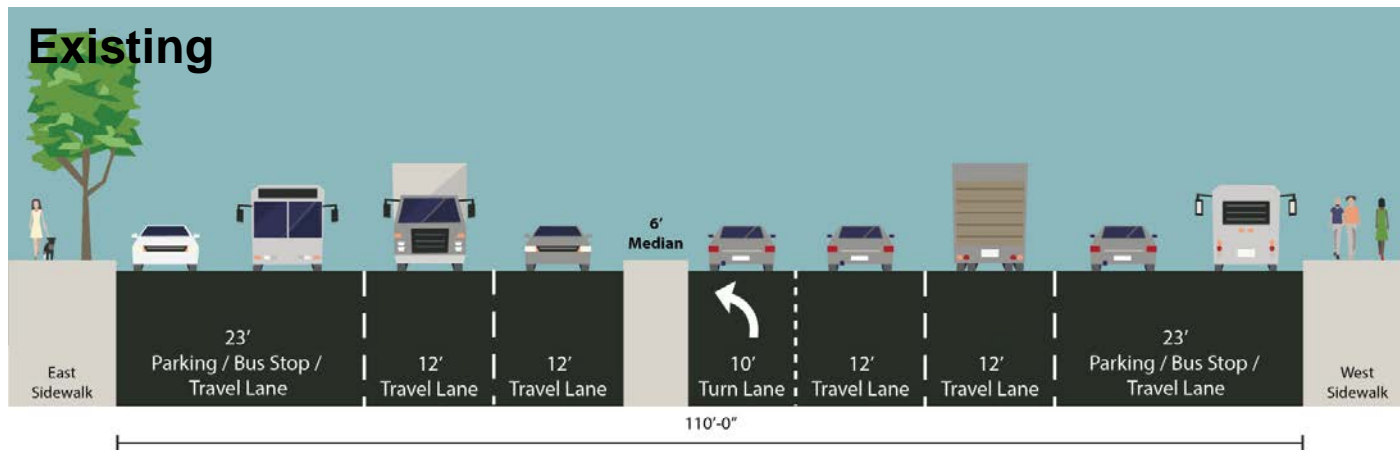 Existing
6’
Median
23’
Parking / Bus Stop /
Travel Lane
12’
Travel Lane
12’
Travel Lane
10’
Turn Lane
12’
Travel Lane
12’
Travel Lane
23’
Parking / Bus Stop /
Travel Lane
East
Sidewalk
West
Sidewalk
110’-0”